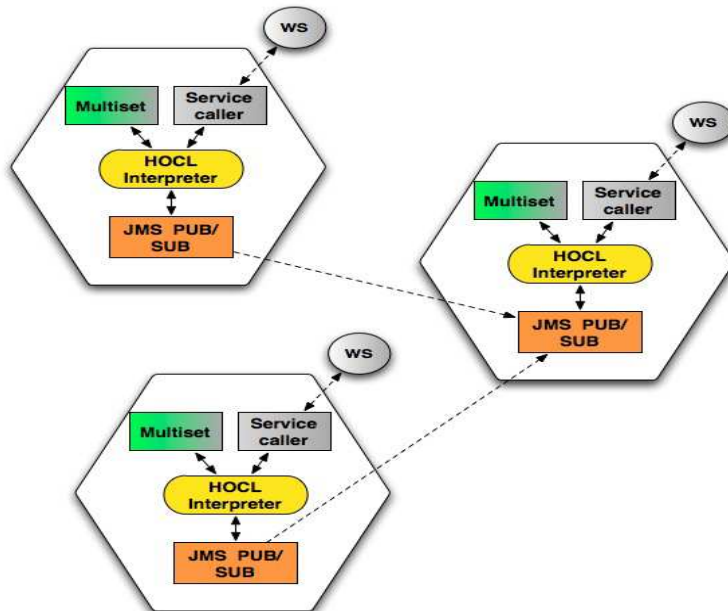 WS
Multiset
Service
caller
HOCL
Interpreter
JMS PUB/
SUB
WS
Multiset
Service
caller
HOCL
Interpreter
JMS PUB/
SUB
WS
Multiset
Service
caller
HOCL
Interpreter
JMS PUB/
SUB